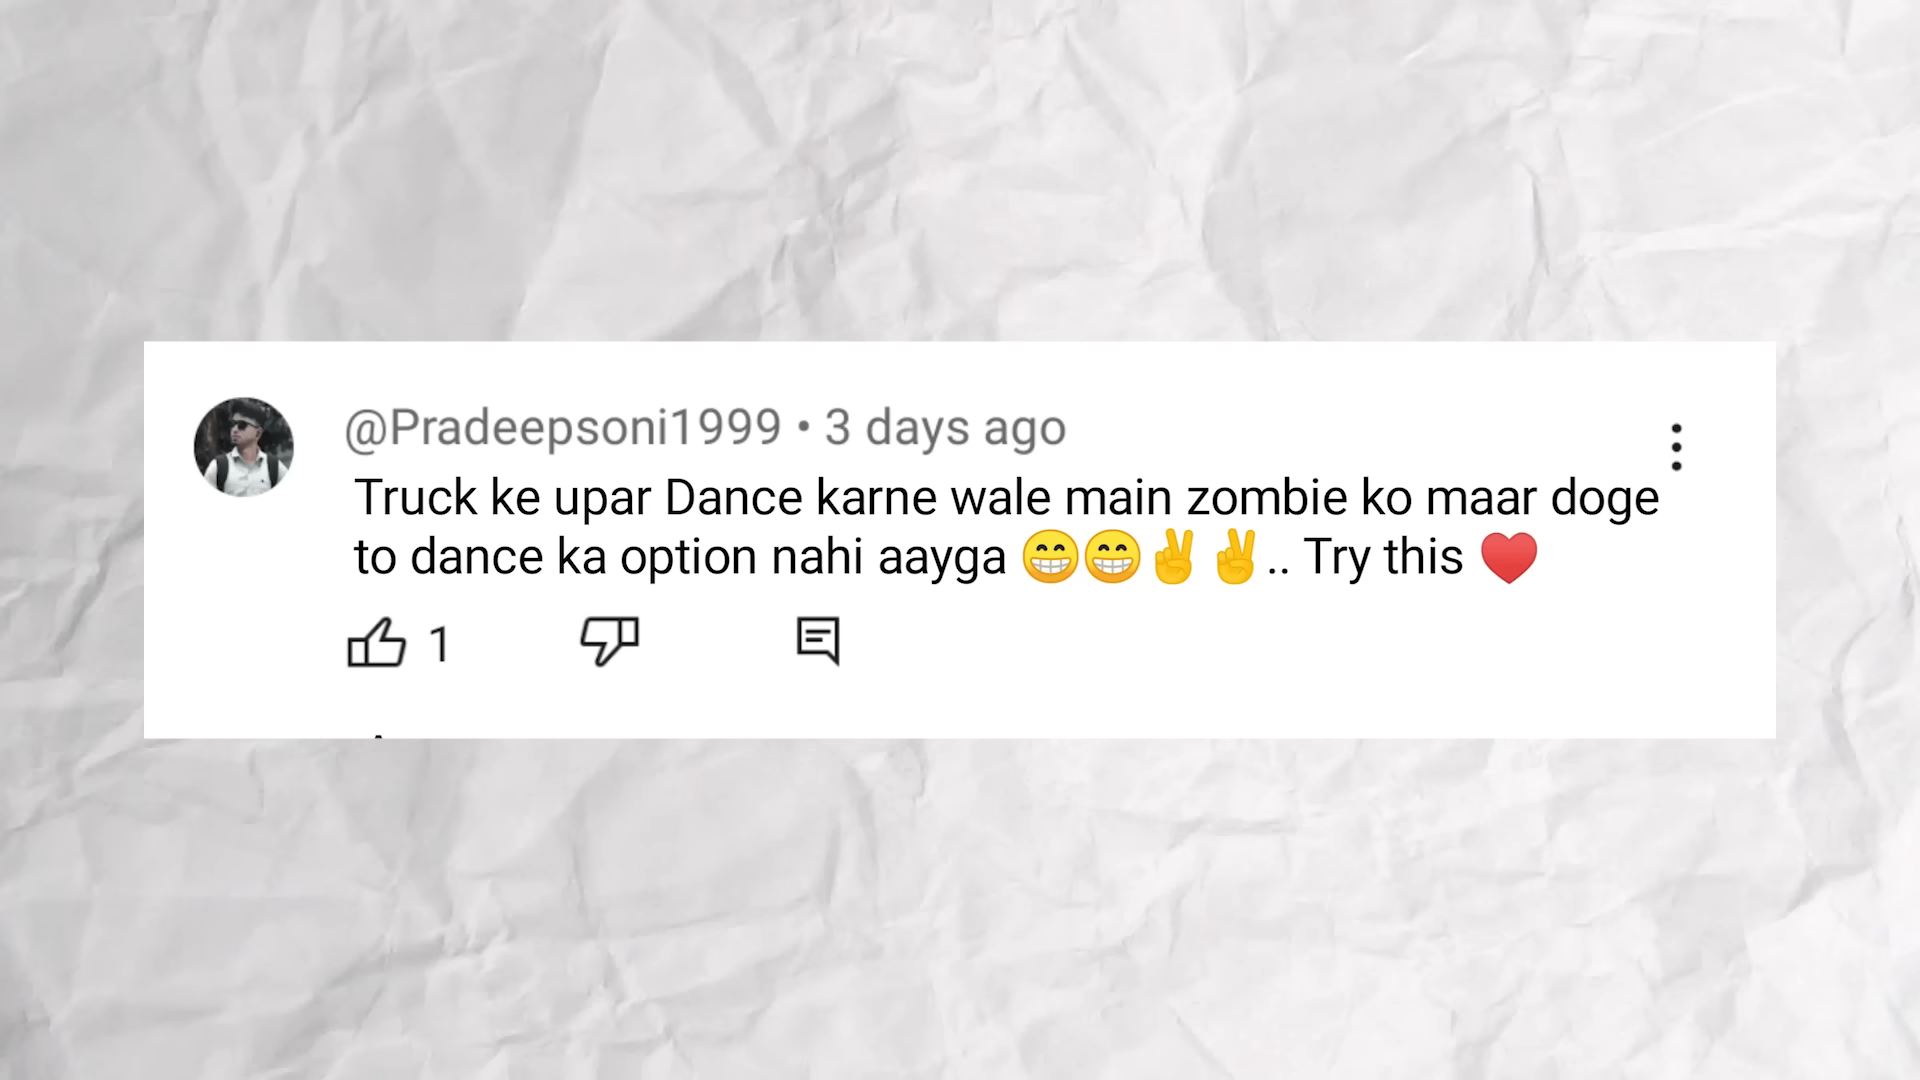 @Pradeepsoni1999 • 3 days ago
Truck ke upar Dance karne wale main zombie ko maar doge
to dance ka option nahi aayga 😁😁✌️✌️.. Try this ♥️
1